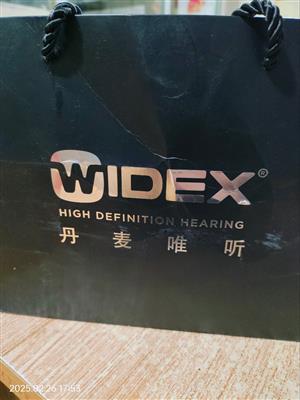 WIDEX®
HIGH DEFINITION HEARING
丹麦唯听
2025.02.26 17:53